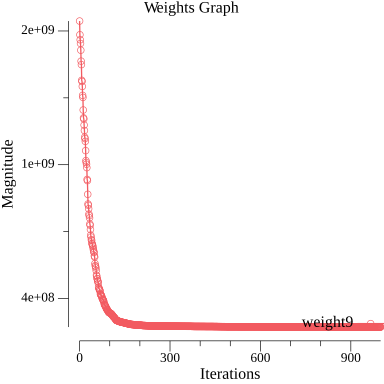 Weights Graph
2e+09
1e+09
4e+08
Magnitude
weight9
0 300 600 900
Iterations